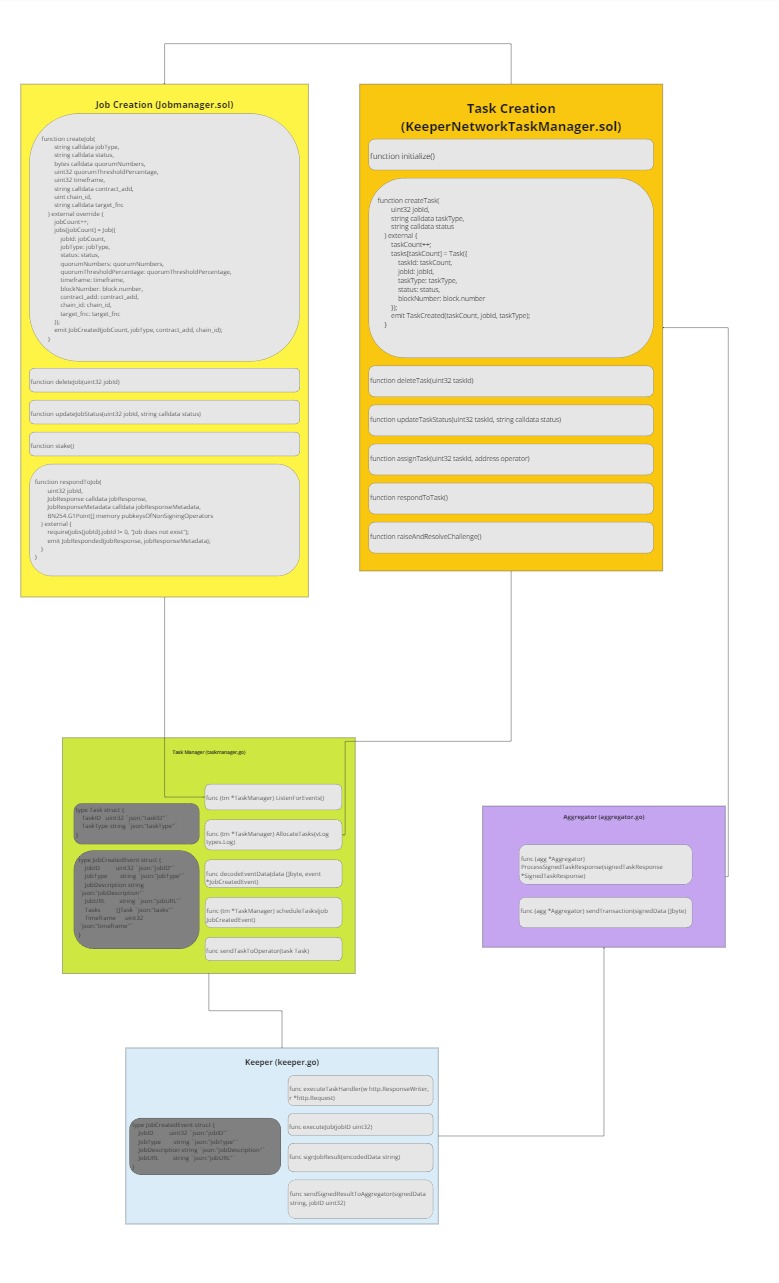 Job Creation (Jobmanager.sol)
function createJob(
string calldata jobType,
string calldata status,
bytes calldata quorumNumbers,
uint32 quorumThresholdPercentage,
uint32 timeframe,
string calldata contract_add,
uint chain_id,
string calldata target_fnc
) external override {
jobCount++;
jobs[jobCount] = Job({
jobId: jobCount,
jobType: jobType,
status: status,
quorumNumbers: quorumNumbers,
quorumThresholdPercentage: quorumThresholdPercentage,
timeframe: timeframe,
blockNumber: block.number,
contract_add: contract_add,
chain_id: chain_id,
target_fnc: target_fnc
});
emit JobCreated(jobCount, jobType, contract_add, chain_id);
}
function deleteJob(uint32 jobId)
function updateJobStatus(uint32 jobId, string calldata status)
function stake()
function respondToJob(
uint32 jobId,
JobResponse calldata jobResponse,
JobResponseMetadata calldata jobResponseMetadata,
BN254.G1Point[] memory pubkeysOfNonSigningOperators
) external {
require(jobs[jobId].jobId != 0, "Job does not exist");
emit JobResponded(jobResponse, jobResponseMetadata);
}
}
Task Creation
(KeeperNetworkTaskManager.sol)
function initialize()
function createTask(
uint32 jobId,
string calldata taskType,
string calldata status
) external {
taskCount++;
tasks[taskCount] = Task({
taskId: taskCount,
jobId: jobId,
taskType: taskType,
status: status,
blockNumber: block.number
});
emit TaskCreated(taskCount, jobId, taskType);
}
function deleteTask(uint32 taskId)
function updateTaskStatus(uint32 taskId, string calldata status)
function assignTask(uint32 taskId, address operator)
function respondToTask()
function raiseAndResolveChallenge()
Task Manager (taskmanager.go)
type Task struct {
TaskID uint32 `json:"taskID"`
TaskType string `json:"taskType"`
}
type JobCreatedEvent struct {
JobID uint32 `json:"jobID"`
JobType string `json:"jobType"`
JobDescription string
`json:"jobDescription"`
JobURL string `json:"jobURL"`
Tasks []Task `json:"tasks"`
Timeframe uint32
`json:"timeframe"`
}
func (tm *TaskManager) ListenForEvents()
func (tm *TaskManager) AllocateTasks(vLog
types.Log)
func decodeEventData(data []byte, event
*JobCreatedEvent)
func (tm *TaskManager) scheduleTasks(job
JobCreatedEvent)
func sendTaskToOperator(task Task)
Aggregator (aggregator.go)
func (agg *Aggregator)
ProcessSignedTaskResponse(signedTaskResponse
*SignedTaskResponse)
func (agg *Aggregator) sendTransaction(signedData []byte)
Keeper (keeper.go)
type JobCreatedEvent struct {
JobID uint32 `json:"jobID"`
JobType string `json:"jobType"`
JobDescription string `json:"jobDescription"`
JobURL string `json:"jobURL"`
}
func executeTaskHandler(w http.ResponseWriter,
r *http.Request)
func executeJob(jobID uint32)
func signJobResult(encodedData string)
func sendSignedResultToAggregator(signedData
string, jobID uint32)